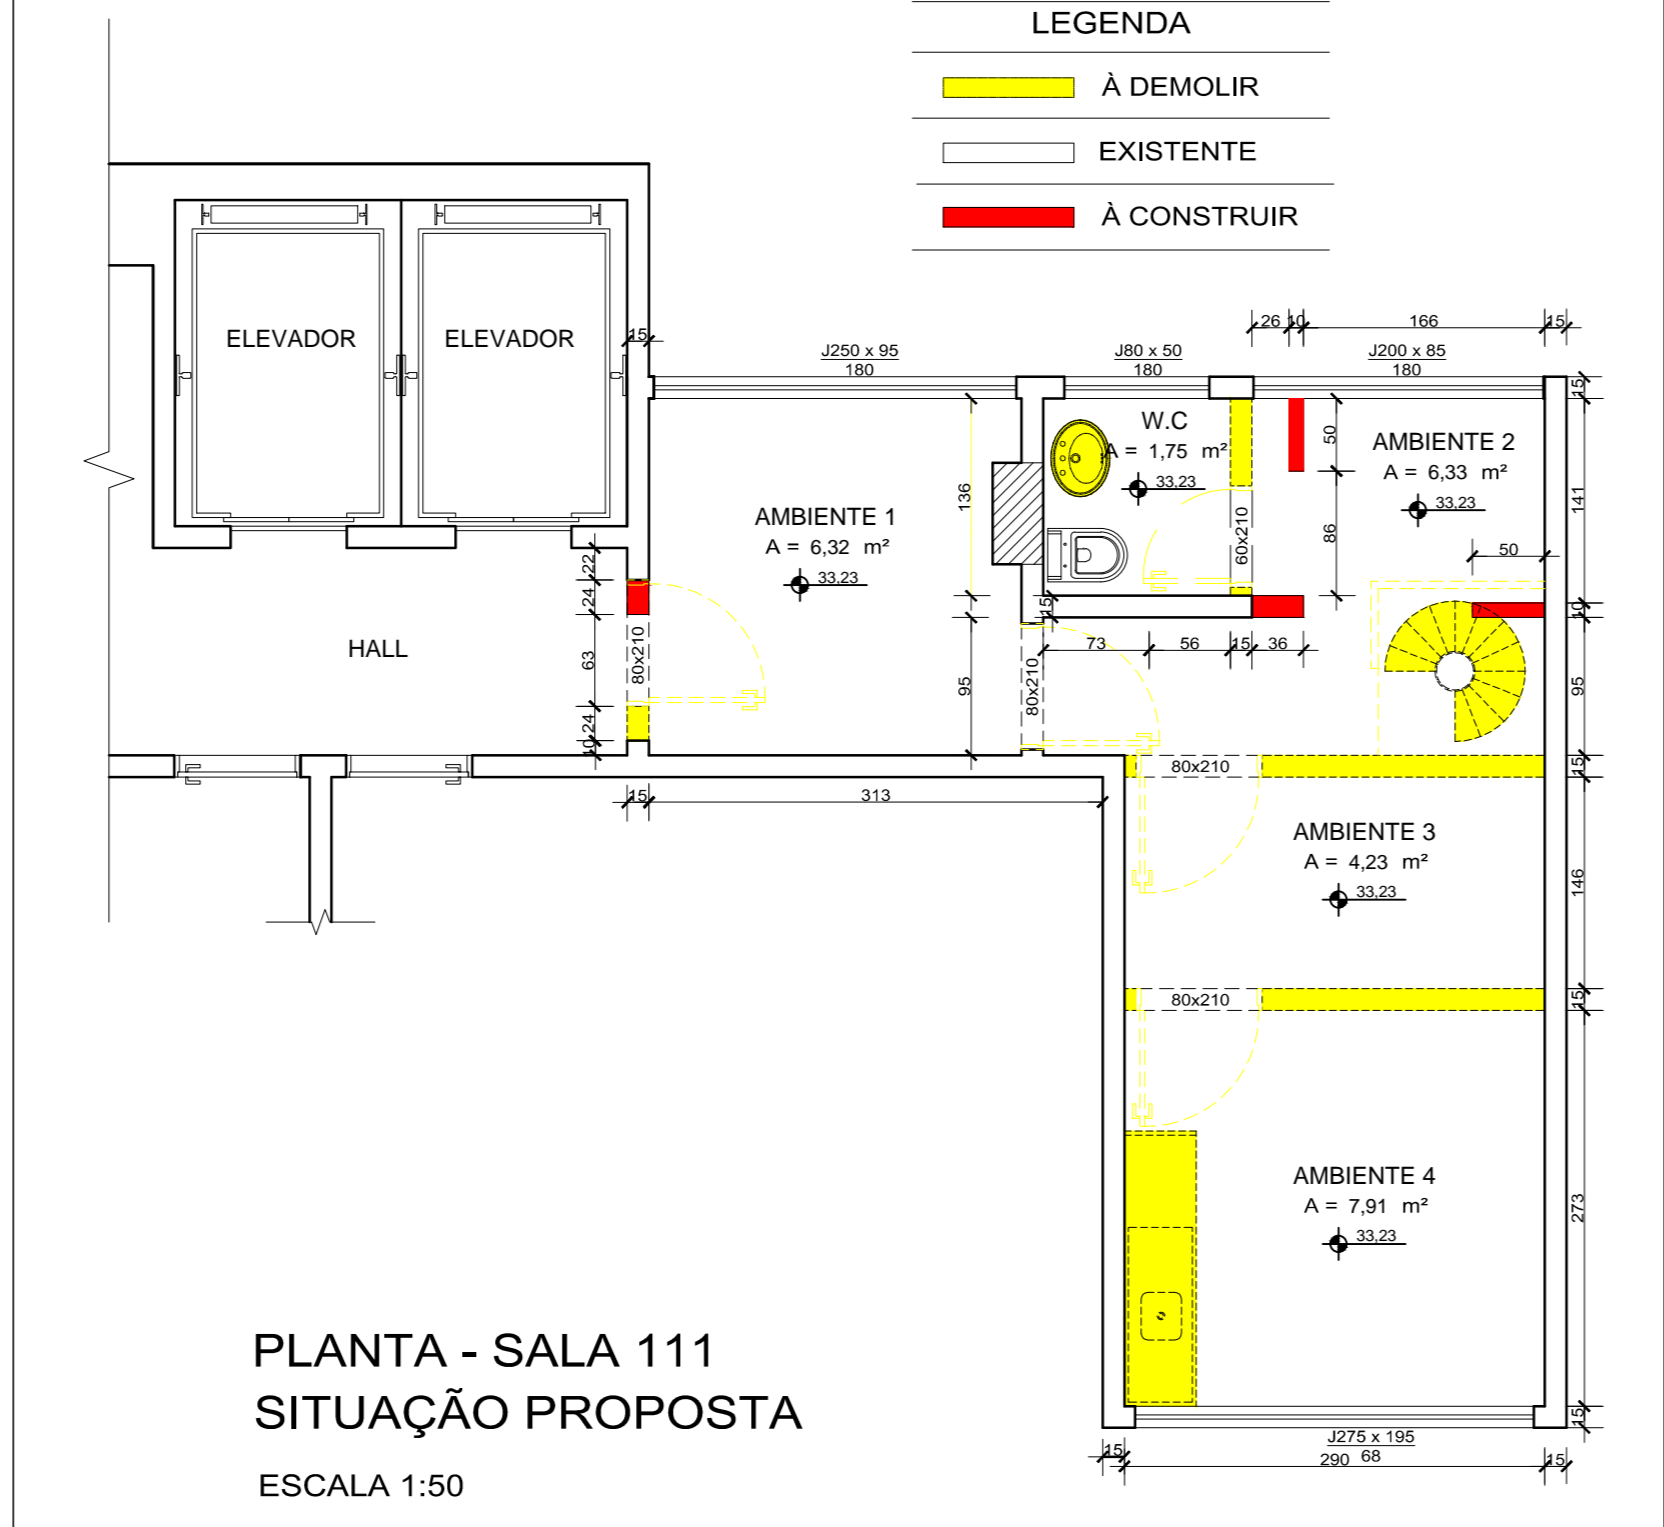 LEGENDA
À DEMOLIR
EXISTENTE
À CONSTRUIR
ELEVADOR
ELEVADOR
15
J250 x 95
180
J80 x 50
180
26
10
166
15
J200 x 85
180
15
W.C
A = 1,75 m²
33,23
50
AMBIENTE 2
A = 6,33 m²
33,23
141
136
AMBIENTE 1
A = 6,32 m²
33,23
60x210
86
50
22
24
15
10
HALL
63
80x210
95
80x210
73
56
15
36
95
24
10
80x210
15
15
313
AMBIENTE 3
A = 4,23 m²
33,23
146
80x210
15
AMBIENTE 4
A = 7,91 m²
33,23
273
PLANTA - SALA 111
SITUAÇÃO PROPOSTA
ESCALA 1:50
15
J275 x 195
68
15
290
15